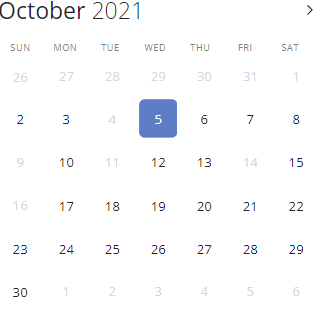 October 2021
SUN MON TUE WED THU FRI SAT
26 27 28 29 30 31 1
2 3 4 5 6 7 8
9 10 11 12 13 14 15
16 17 18 19 20 21 22
23 24 25 26 27 28 29
30 1 2 3 4 5 6